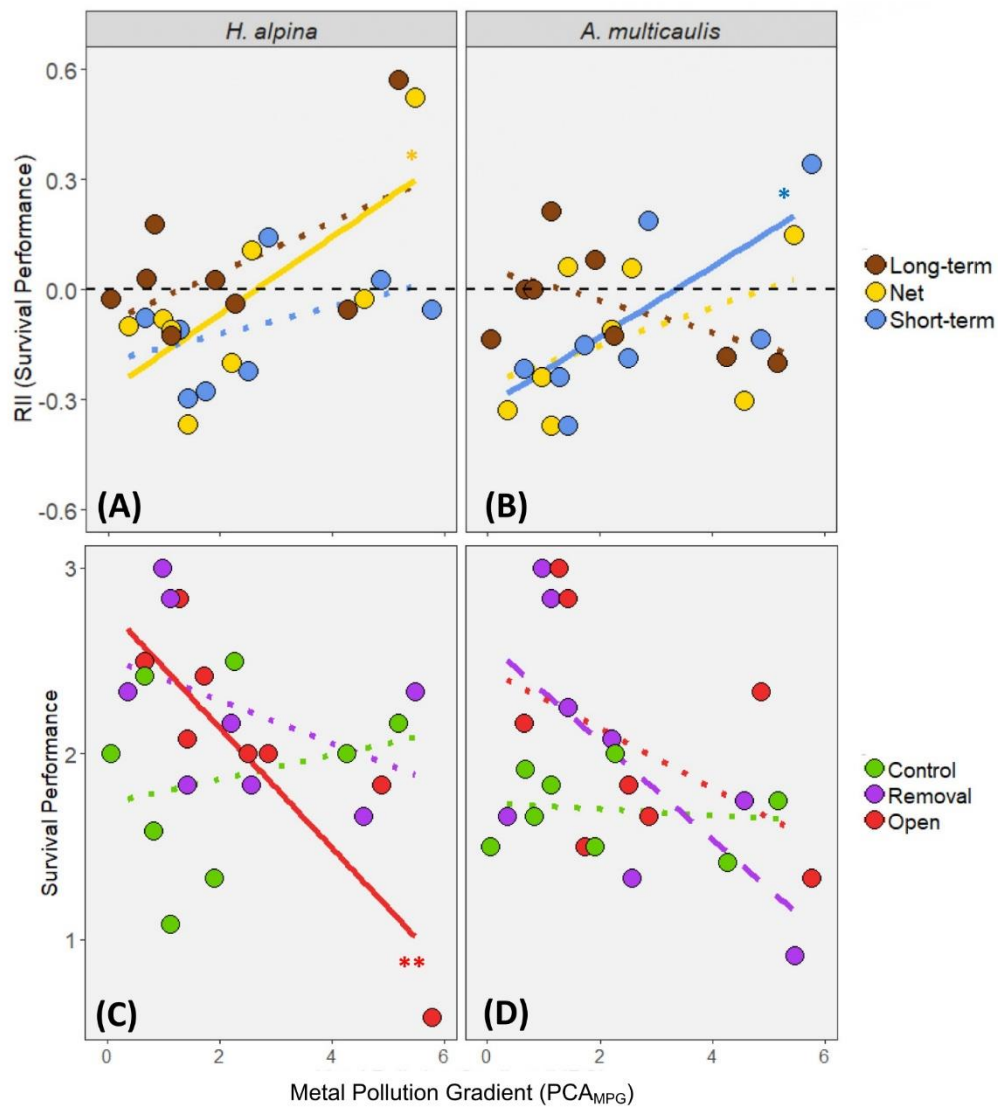 H. alpina
A. multicaulis
RII (Survival Performance)
0.6
0.3
0.0
-0.3
-0.6
*
*
(A)
(B)
Long-term
Net
Short-term
Survival Performance
3
2
1
**
(C)
(D)
Control
Removal
Open
0
2
4
6
0
2
4
6
Metal Pollution Gradient (PCAMPG)